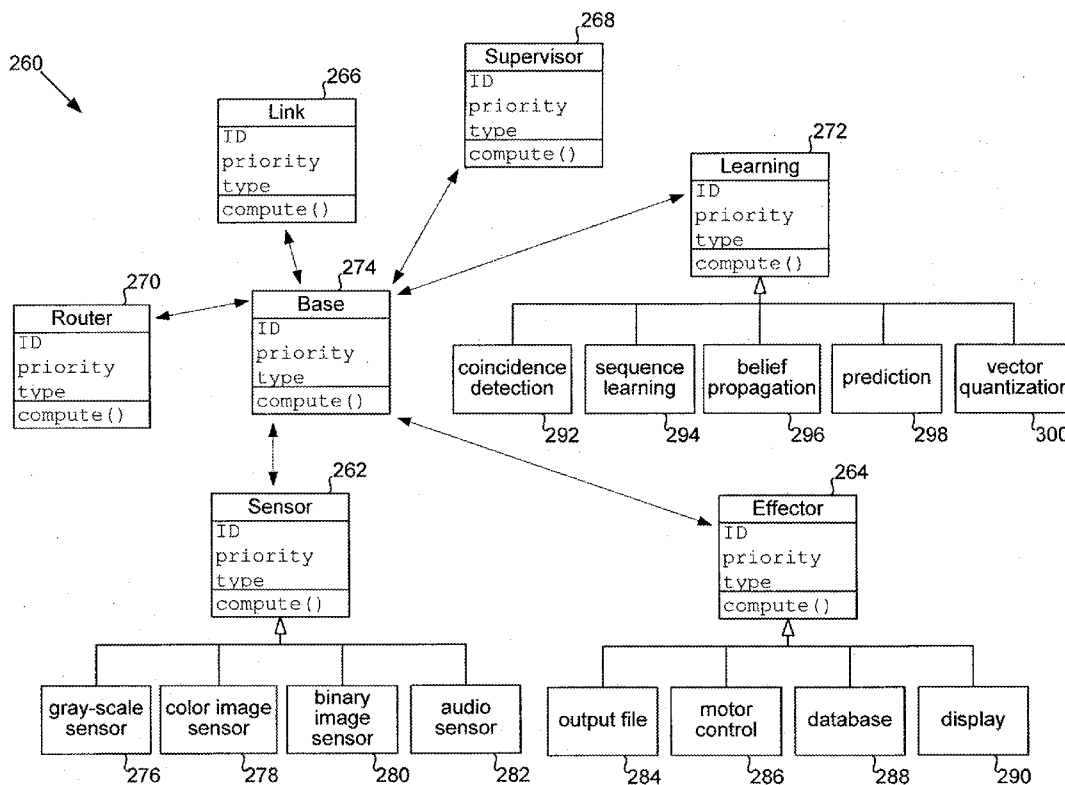 260
268
Supervisor
ID
priority
type
compute()
266
Link
ID
priority
type
compute()
272
Learning
ID
priority
type
compute()
270
Router
ID
priority
type
compute()
274
Base
ID
priority
type
compute()
coincidence
detection
292
sequence
learning
294
belief
propagation
296
prediction
298
vector
quantization
300
262
Sensor
ID
priority
type
compute()
264
Effector
ID
priority
type
compute()
gray-scale
sensor
276
color image
sensor
278
binary
image
sensor
280
audio
sensor
282
output file
284
motor
control
286
database
288
display
290